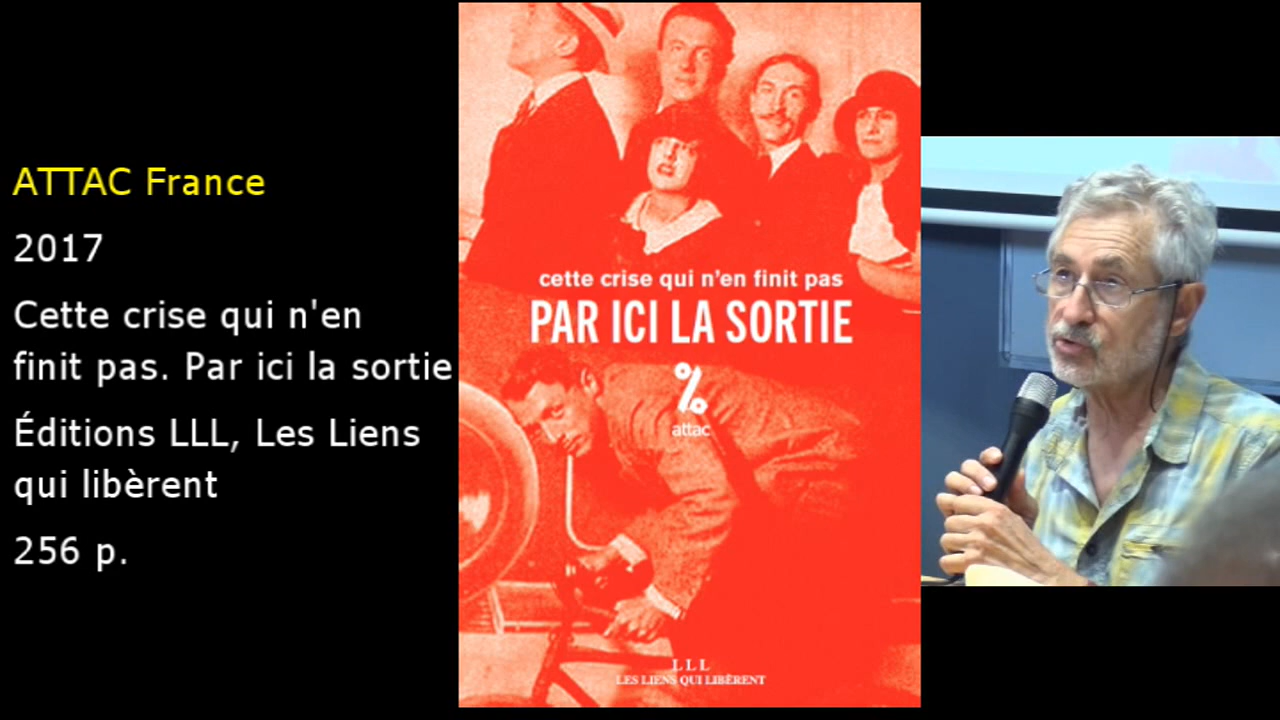 ATTAC France
2017
Cette crise qui n'en
finit pas. Par ici la sortie
Éditions LLL, Les Liens
qui libèrent
256 p.
cette crise qui n'en finit pas
PAR ICI LA SORTIE
%
attac
L L L
LES LIENS QUI LIBÈRENT